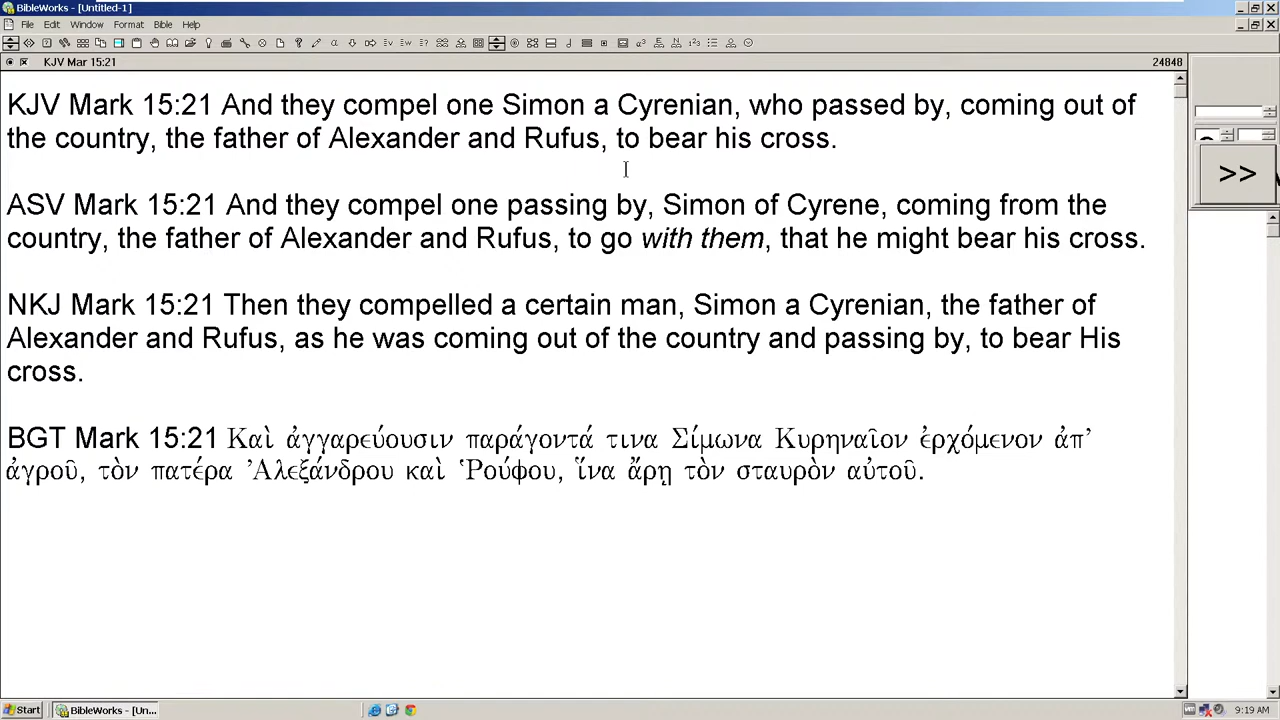 BibleWorks - [Untitled-1]
File Edit Window Format Bible Help
KJV Mar 15:21 24848
KJV Mark 15:21 And they compel one Simon a Cyrenian, who passed by, coming out of
the country, the father of Alexander and Rufus, to bear his cross.
>>
ASV Mark 15:21 And they compel one passing by, Simon of Cyrene, coming from the
country, the father of Alexander and Rufus, to go with them, that he might bear his cross.
NKJ Mark 15:21 Then they compelled a certain man, Simon a Cyrenian, the father of
Alexander and Rufus, as he was coming out of the country and passing by, to bear His
cross.
BGT Mark 15:21 Καὶ ἀγγαρεύουσιν παράγοντά τινα Σίμωνα Κυρηναῖον ἐρχόμενον ἀπ’
ἀγροῦ, τὸν πατέρα Ἀλεξάνδρου καὶ Ῥούφου, ἵνα ἄρῃ τὸν σταυρὸν αὐτοῦ.
Start BibleWorks - [Un... 9:19 AM